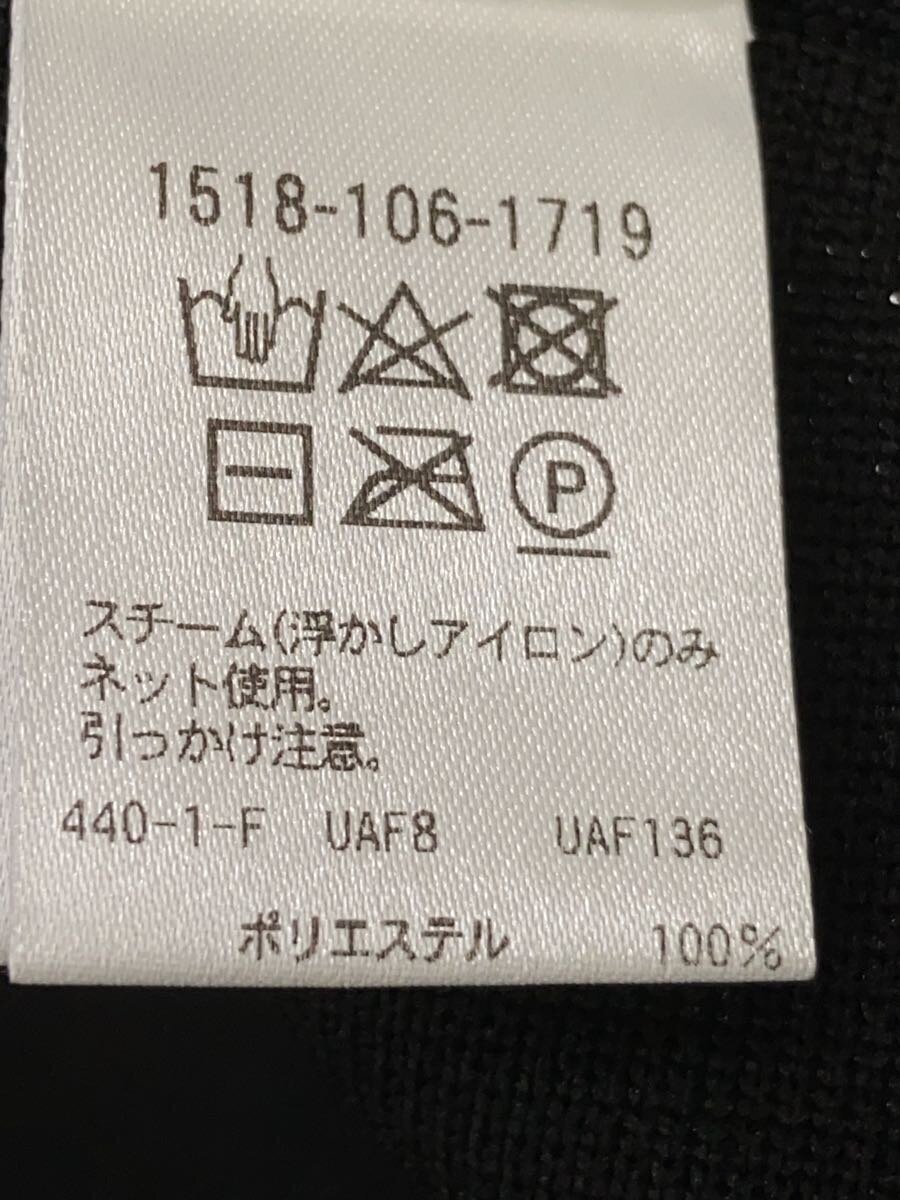 1518-106-1719
P
スチーム(浮かしアイロン)のみ
ネット使用。
引っかけ注意。
440-1-F UAF8 UAF136
ポリエステル 100%